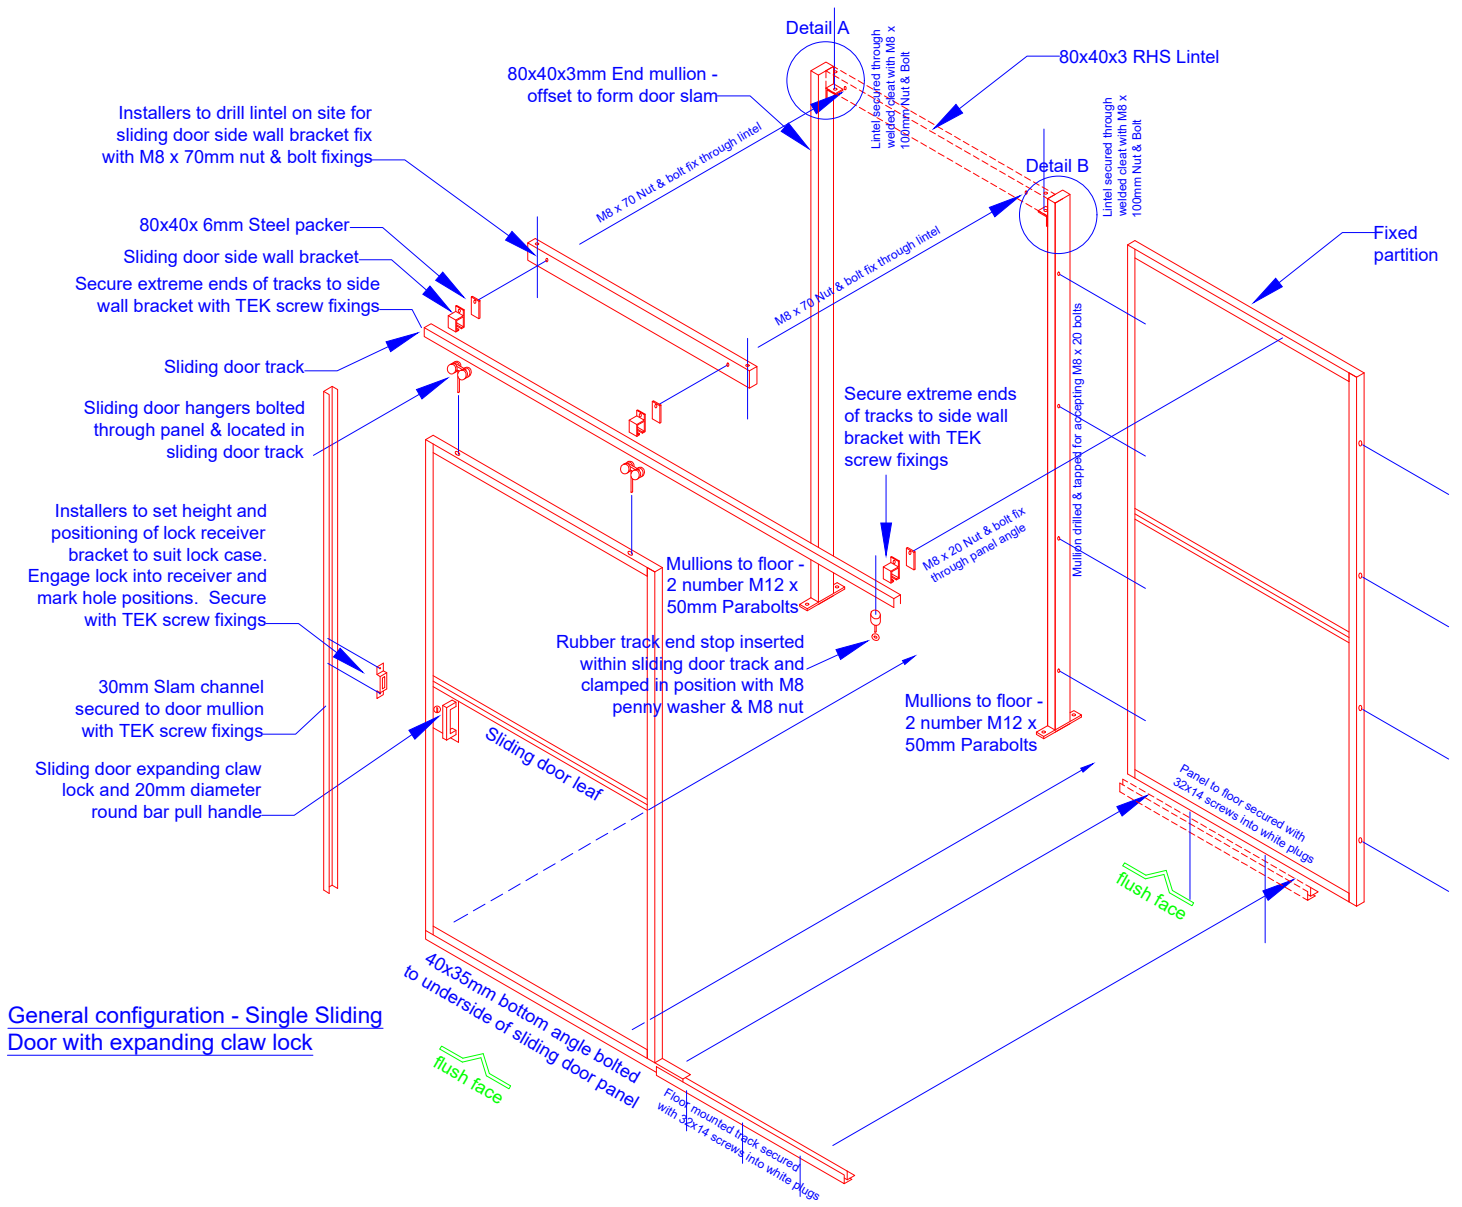 Detail A
Lintel secured through
welded cleat with M8 x
100mm Nut & Bolt
80x40x3 RHS Lintel
80x40x3mm End mullion -
offset to form door slam
Installers to drill lintel on site for
sliding door side wall bracket fix
with M8 x 70mm nut & bolt fixings
M8 x 70 Nut & bolt fix through lintel
Detail B
Lintel secured through
welded cleat with M8 x
100mm Nut & Bolt
80x40x 6mm Steel packer
Sliding door side wall bracket
Secure extreme ends of tracks to side
wall bracket with TEK screw fixings
M8 x 70 Nut & bolt fix through lintel
Fixed
partition
Sliding door track
Mullion drilled & tapped for accepting M8 x 20 bolts
Sliding door hangers bolted
through panel & located in
sliding door track
Secure extreme ends
of tracks to side wall
bracket with TEK
screw fixings
Installers to set height and
positioning of lock receiver
bracket to suit lock case.
Engage lock into receiver and
mark hole positions.  Secure
with TEK screw fixings
M8 x 20 Nut & bolt fix
through panel angle
Mullions to floor -
2 number M12 x
50mm Parabolts
Rubber track end stop inserted
within sliding door track and
clamped in position with M8
penny washer & M8 nut
30mm Slam channel
secured to door mullion
with TEK screw fixings
Mullions to floor -
2 number M12 x
50mm Parabolts
Sliding door leaf
Sliding door expanding claw
lock and 20mm diameter
round bar pull handle
Panel to floor secured with
32x14 screws into white plugs
flush face
40x35mm bottom angle bolted
to underside of sliding door panel
General configuration - Single Sliding
Door with expanding claw lock
flush face
Floor mounted track secured
with 32x14 screws into white plugs